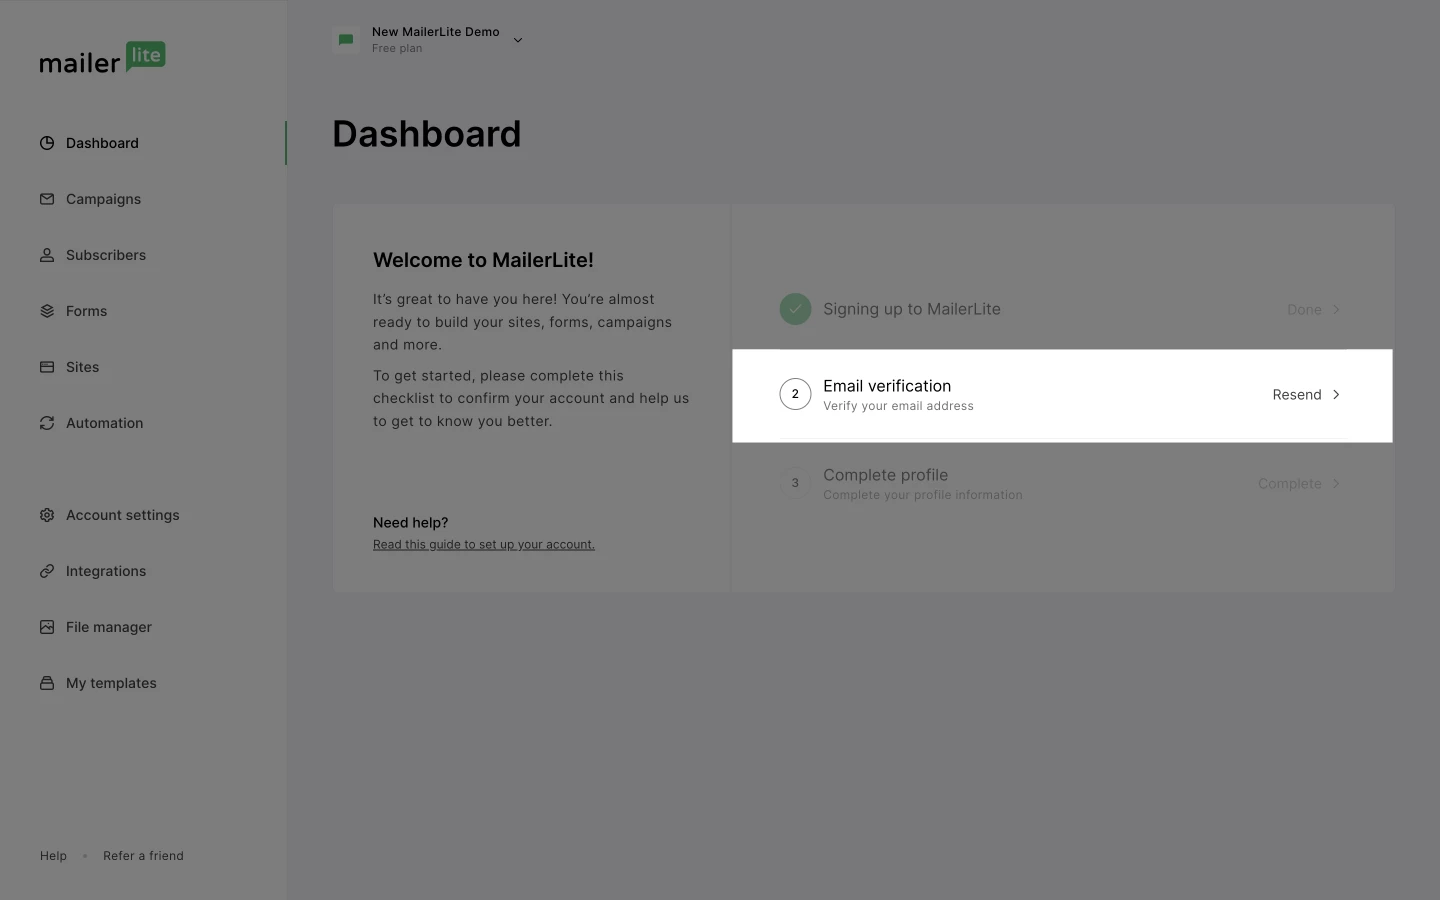 mailer lite
Dashboard
Campaigns
Subscribers
Forms
Sites
Automation
Account settings
Integrations
File manager
My templates
Help • Refer a friend
New MailerLite Demo
Free plan
Dashboard
Welcome to MailerLite!
It’s great to have you here! You’re almost
ready to build your sites, forms, campaigns
and more.
To get started, please complete this
checklist to confirm your account and help us
to get to know you better.
Need help?
Read this guide to set up your account.
Signing up to MailerLite
Done
2
Email verification
Verify your email address
Resend
3
Complete profile
Complete your profile information
Complete